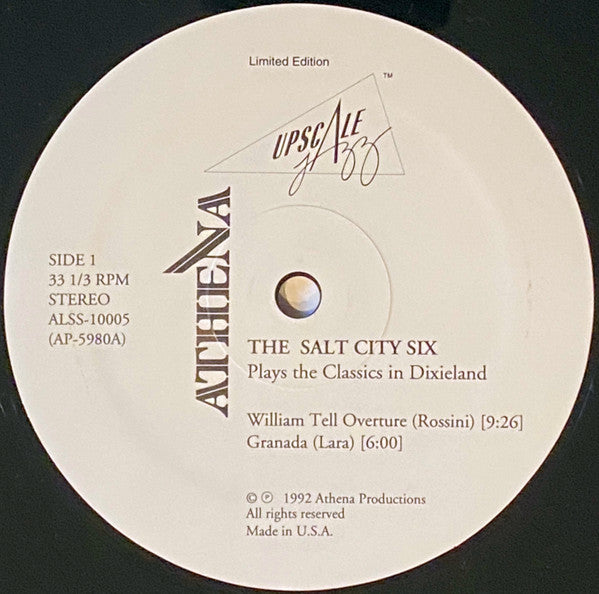 Limited Edition
UPSCALE ™
Jazz
ATHENA
SIDE 1
33 1/3 RPM
STEREO
ALSS-10005
(AP-5980A)
THE SALT CITY SIX
Plays the Classics in Dixieland
William Tell Overture (Rossini) [9:26]
Granada (Lara) [6:00]
© ℗ 1992 Athena Productions
All rights reserved
Made in U.S.A.